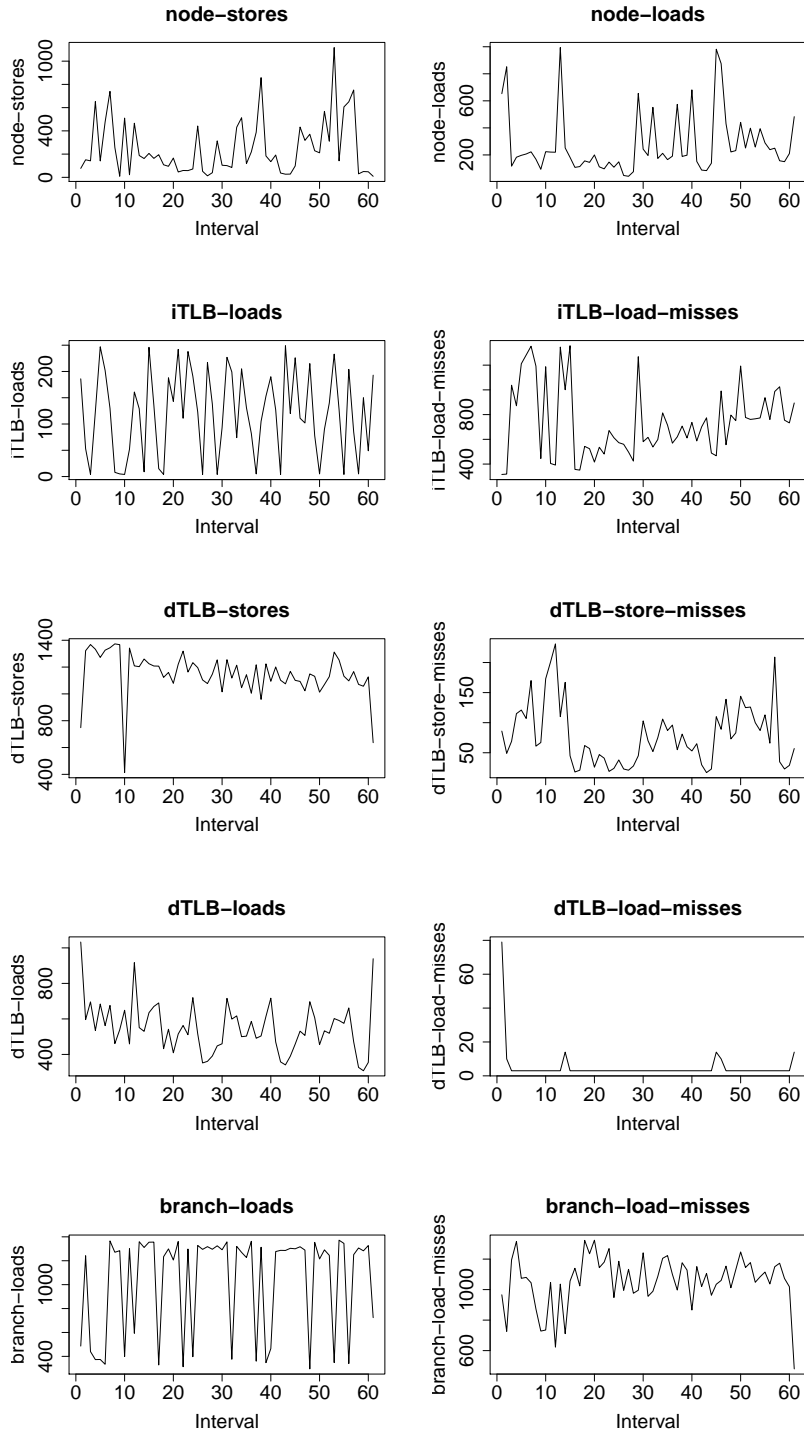 node−stores
node−stores
0 400 1000
0 10 20 30 40 50 60
Interval
node−loads
node−loads
200 600
0 10 20 30 40 50 60
Interval
iTLB−loads
iTLB−loads
0 100 200
0 10 20 30 40 50 60
Interval
iTLB−load−misses
iTLB−load−misses
400 800
0 10 20 30 40 50 60
Interval
dTLB−stores
dTLB−stores
400 800 1400
0 10 20 30 40 50 60
Interval
dTLB−store−misses
dTLB−store−misses
50 150
0 10 20 30 40 50 60
Interval
dTLB−loads
dTLB−loads
400 800
0 10 20 30 40 50 60
Interval
dTLB−load−misses
dTLB−load−misses
0 20 60
0 10 20 30 40 50 60
Interval
branch−loads
branch−loads
400 1000
0 10 20 30 40 50 60
Interval
branch−load−misses
branch−load−misses
600 1000
0 10 20 30 40 50 60
Interval